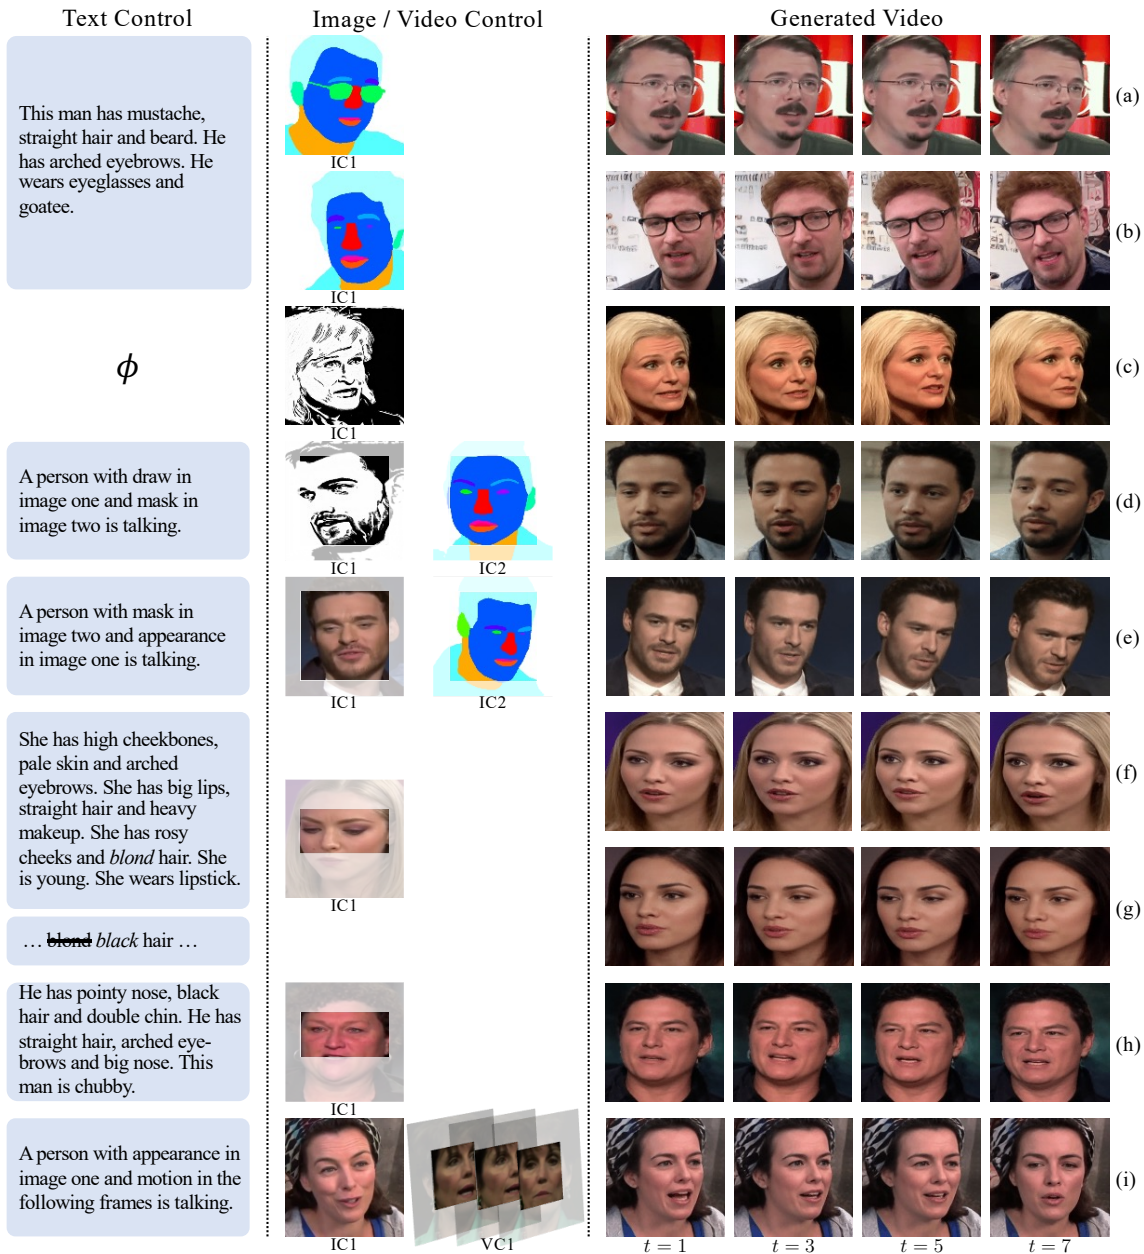 Text Control
Image / Video Control
Generated Video
This man has mustache,
straight hair and beard. He
has arched eyebrows. He
wears eyeglasses and
goatee.
IC1
(a)
IC1
(b)
ϕ
IC1
(c)
A person with draw in
image one and mask in
image two is talking.
IC1
IC2
(d)
A person with mask in
image two and appearance
in image one is talking.
IC1
IC2
(e)
She has high cheekbones,
pale skin and arched
eyebrows. She has big lips,
straight hair and heavy
makeup. She has rosy
cheeks and blond hair. She
is young. She wears lipstick.
IC1
(f)
… blond black hair …
(g)
He has pointy nose, black
hair and double chin. He has
straight hair, arched eye-
brows and big nose. This
man is chubby.
IC1
(h)
A person with appearance in
image one and motion in the
following frames is talking.
IC1
VC1
(i)
t = 1
t = 3
t = 5
t = 7